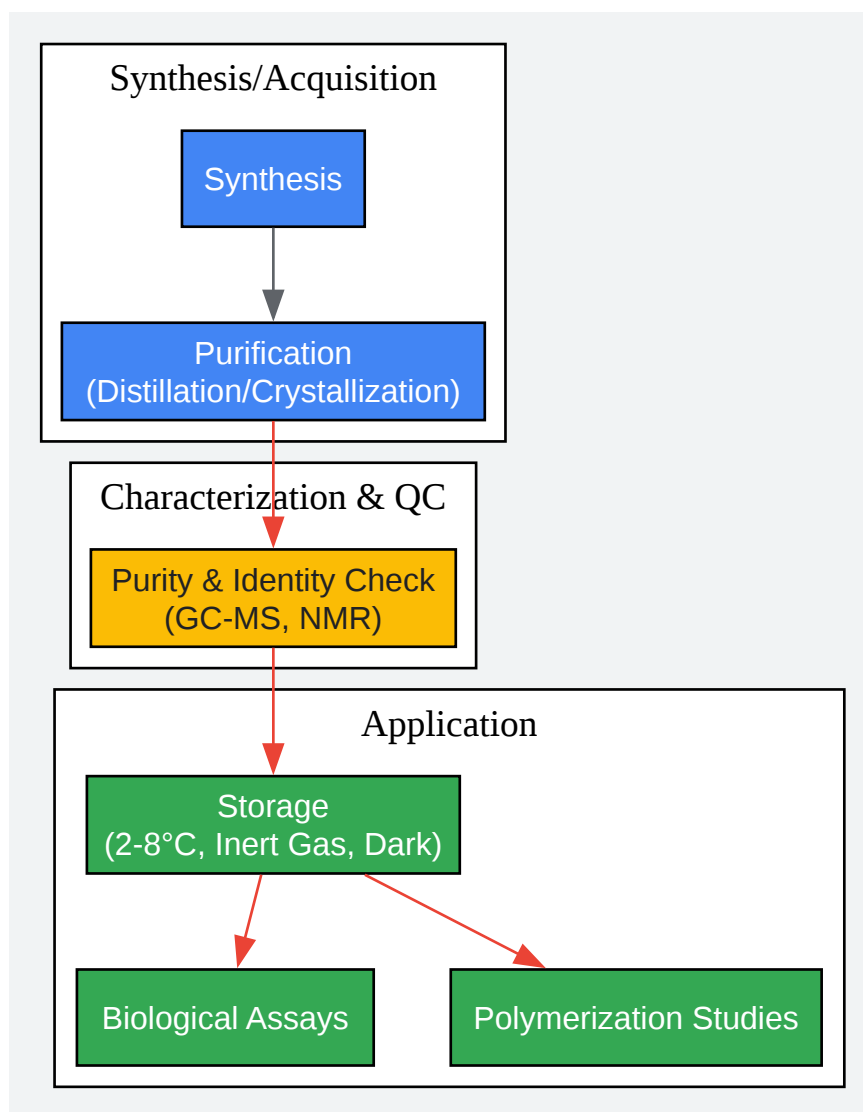 Synthesis/Acquisition
Synthesis
Purification
(Distillation/Crystallization)
Characterization & QC
Purity & Identity Check
(GC-MS, NMR)
Application
Storage
(2-8°C, Inert Gas, Dark)
Biological Assays
Polymerization Studies